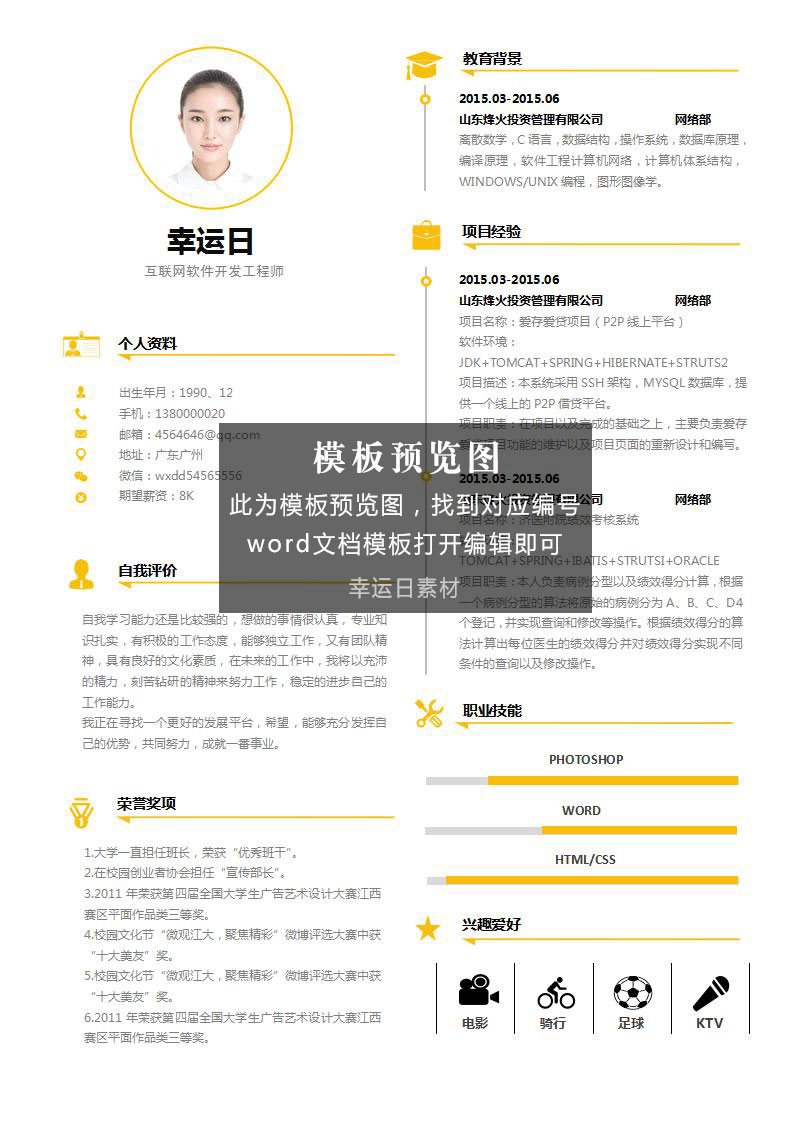 幸运日
互联网软件开发工程师
个人资料
出生年月：1990、12
手机：1380000020
邮箱：4564646@qq.com
地址：广东广州
微信：wxdd54565556
期望薪资：8K
自我评价
自我学习能力还是比较强的，想做的事情很认真，专业知
识扎实，有积极的工作态度，能够独立工作，又有团队精
神，具有良好的文化素质，在未来的工作中，我将以充沛
的精力，刻苦钻研的精神来努力工作，稳定的进步自己的
工作能力。
我正在寻找一个更好的发展平台，希望，能够充分发挥自
己的优势，共同努力，成就一番事业。
荣誉奖项
1.大学一直担任班长，荣获“优秀班干”。
2.在校园创业者协会担任“宣传部长”。
3.2011 年荣获第四届全国大学生广告艺术设计大赛江西
赛区平面作品类三等奖。
4.校园文化节“微观江大，聚焦精彩”微博评选大赛中获
“十大美友”奖。
5.校园文化节“微观江大，聚焦精彩”微博评选大赛中获
“十大美友”奖。
6.2011 年荣获第四届全国大学生广告艺术设计大赛江西
赛区平面作品类三等奖。
教育背景
2015.03-2015.06
山东烽火投资管理有限公司 网络部
离散数学，C 语言，数据结构，操作系统，数据库原理，
编译原理，软件工程计算机网络，计算机体系结构，
WINDOWS/UNIX 编程，图形图像学。
项目经验
2015.03-2015.06
山东烽火投资管理有限公司 网络部
项目名称：爱存爱贷项目（P2P 线上平台）
软件环境：
JDK+TOMCAT+SPRING+HIBERNATE+STRUTS2
项目描述：本系统采用 SSH 架构，MYSQL 数据库，提
供一个线上的 P2P 借贷平台。
项目职责：在项目以及完成的基础之上，主要负责爱存
爱贷项目功能的维护以及项目页面的重新设计和编写。
2015.03-2015.06
山东烽火投资管理有限公司 网络部
项目名称：济医附院绩效考核系统
TOMCAT+SPRING+IBATIS+STRUTSI+ORACLE
项目职责：本人负责病例分型以及绩效得分计算，根据
一个病例分型的算法将原始的病例分为 A、B、C、D4
个登记，并实现查询和修改等操作。根据绩效得分的算
法计算出每位医生的绩效得分并对绩效得分实现不同
条件的查询以及修改操作。
模板预览图
此为模板预览图，找到对应编号
word文档模板打开编辑即可
幸运日素材
职业技能
PHOTOSHOP
WORD
HTML/CSS
兴趣爱好
电影 骑行 足球 KTV